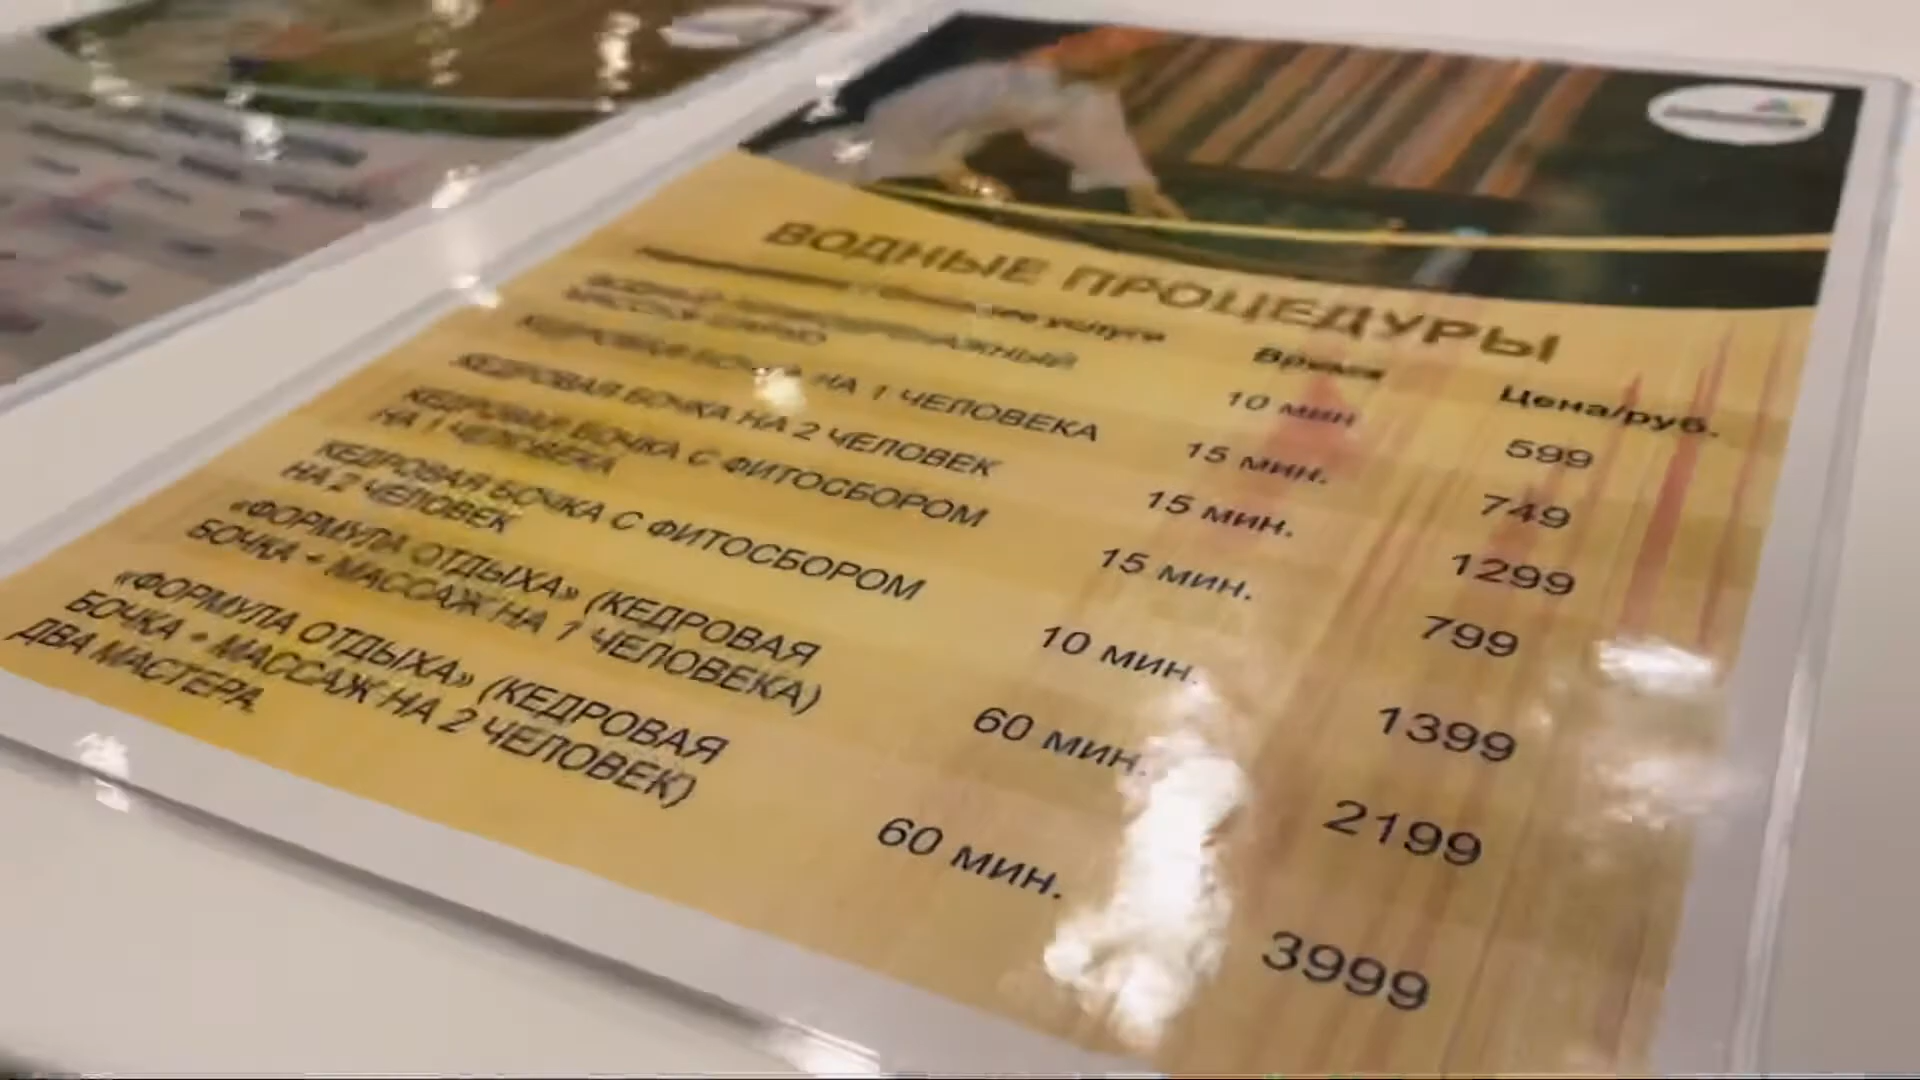 ВОДНЫЕ ПРОЦЕДУРЫ
услуги Время Цена/руб.
10 мин 599
КЕДРОВАЯ БОЧКА НА 1 ЧЕЛОВЕКА 15 мин. 749
КЕДРОВАЯ БОЧКА НА 2 ЧЕЛОВЕК 15 мин. 1299
КЕДРОВАЯ БОЧКА С ФИТОСБОРОМ
НА 1 ЧЕЛОВЕКА 15 мин. 799
КЕДРОВАЯ БОЧКА С ФИТОСБОРОМ
НА 2 ЧЕЛОВЕК 10 мин. 1399
«ФОРМУЛА ОТДЫХА» (КЕДРОВАЯ
БОЧКА + МАССАЖ НА 1 ЧЕЛОВЕКА) 60 мин. 2199
«ФОРМУЛА ОТДЫХА» (КЕДРОВАЯ
БОЧКА + МАССАЖ НА 2 ЧЕЛОВЕК)
ДВА МАСТЕРА. 60 мин. 3999